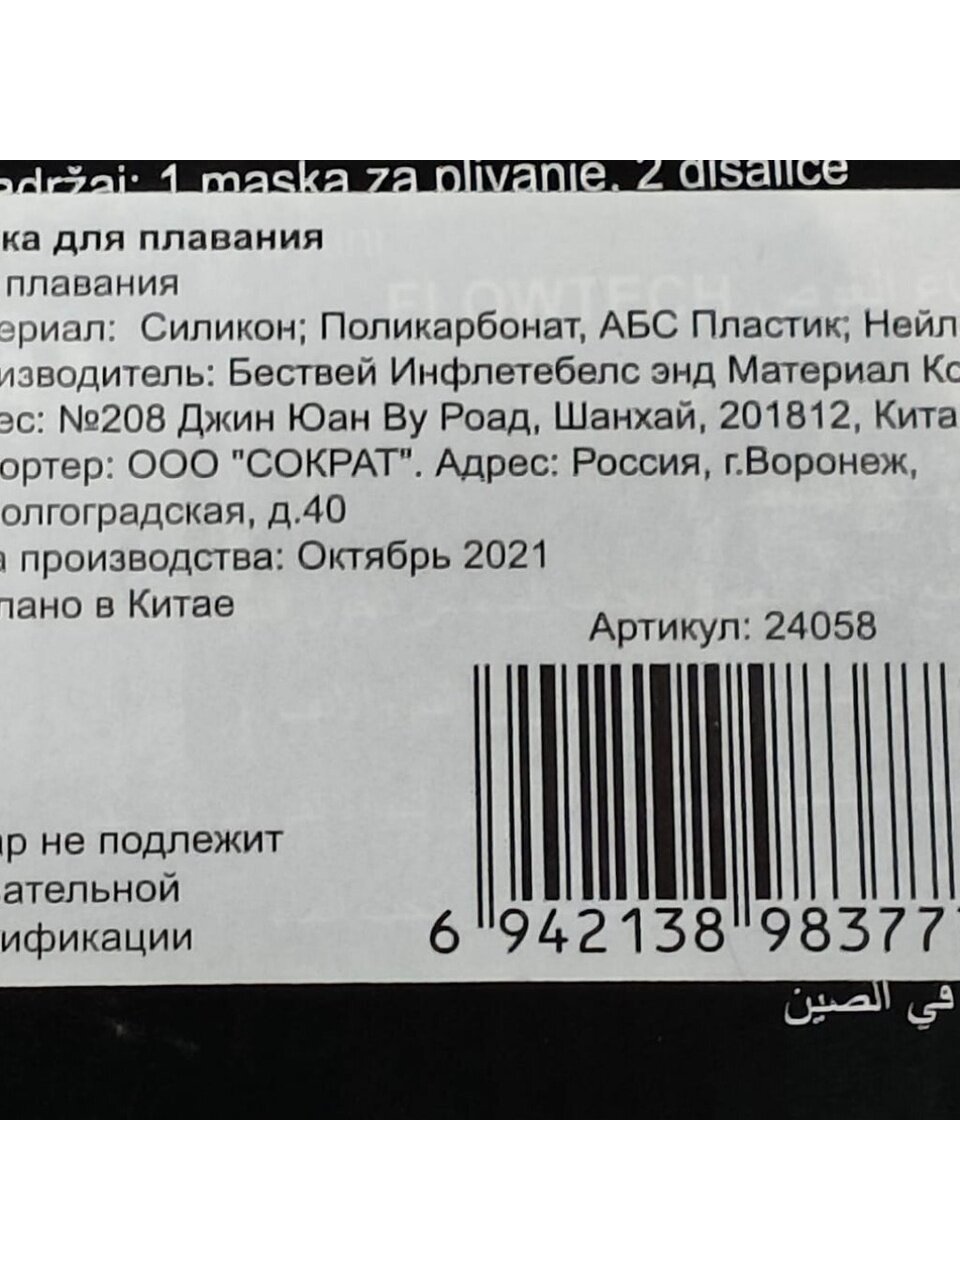 adržaj: 1 maska za plivanje, 2 disalice
ка для плавания
плавания
FLOWTECH
ериал: Силикон; Поликарбонат, АБС Пластик; Нейл
изводитель: Бествей Инфлетебелс энд Материал Ко
ес: №208 Джин Юан Ву Роад, Шанхай, 201812, Кита
ортер: ООО "СОКРАТ". Адрес: Россия, г.Воронеж,
олгоградская, д.40
а производства: Октябрь 2021
лано в Китае
Артикул: 24058
ар не подлежит
зательной
ификации
6 942138 98377
في الصين